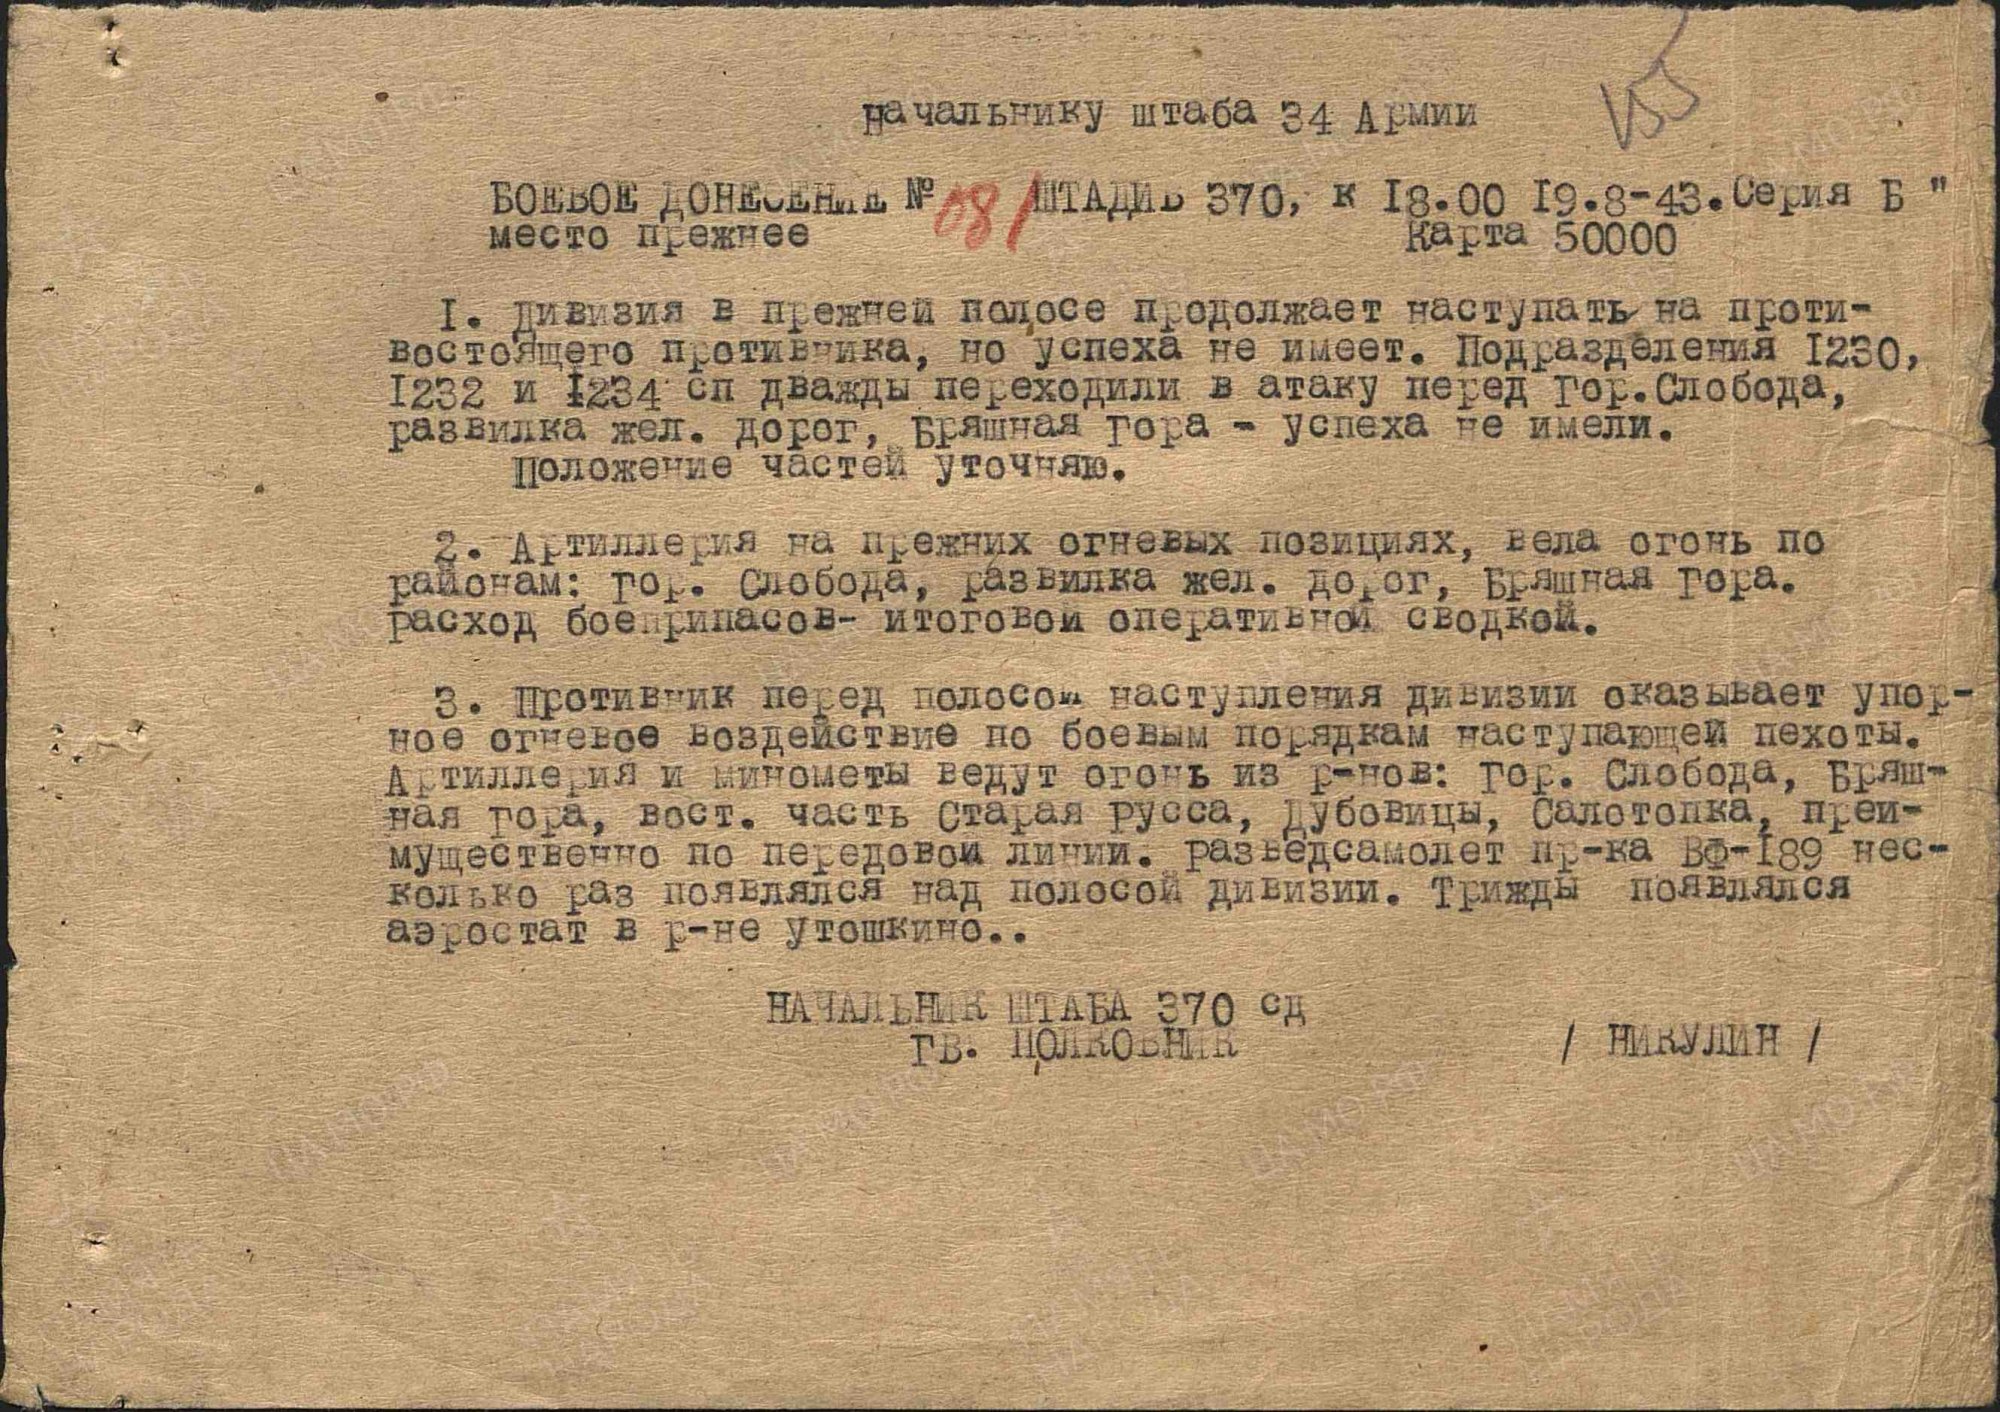 начальнику штаба 34 Армии
БОЕВОЕ ДОНЕСЕНИЕ № 08/ ШТАДИВ 370, к 18.00 19.8-43. Серия Б "
место прежнее карта 50000
1. Дивизия в прежней полосе продолжает наступать на проти-
востоящего противника, но успеха не имеет. Подразделения 1230,
1232 и 1234 сп дважды переходили в атаку перед гор.Слобода,
развилка жел. дорог, Бряшная гора - успеха не имели.
Положение частей уточняю.
2. Артиллерия на прежних огневых позициях, вела огонь по
районам: гор. Слобода, развилка жел. дорог, Бряшная гора.
расход боеприпасов- итоговой оперативной сводкой.
3. Противник перед полосой наступления дивизии оказывает упор-
ное огневое воздействие по боевым порядкам наступающей пехоты.
Артиллерия и минометы ведут огонь из р-нов: гор. Слобода, Бряш-
ная гора, вост. часть Старая русса, Дубовицы, Салотопка, преи-
мущественно по передовой линии. разведсамолет пр-ка ВФ-189 нес-
колько раз появлялся над полосой дивизии. Трижды появлялся
аэростат в р-не утошкино..
НАЧАЛЬНИК ШТАБА 370 сд
ГВ. ПОЛКОВНИК / НИКУЛИН /